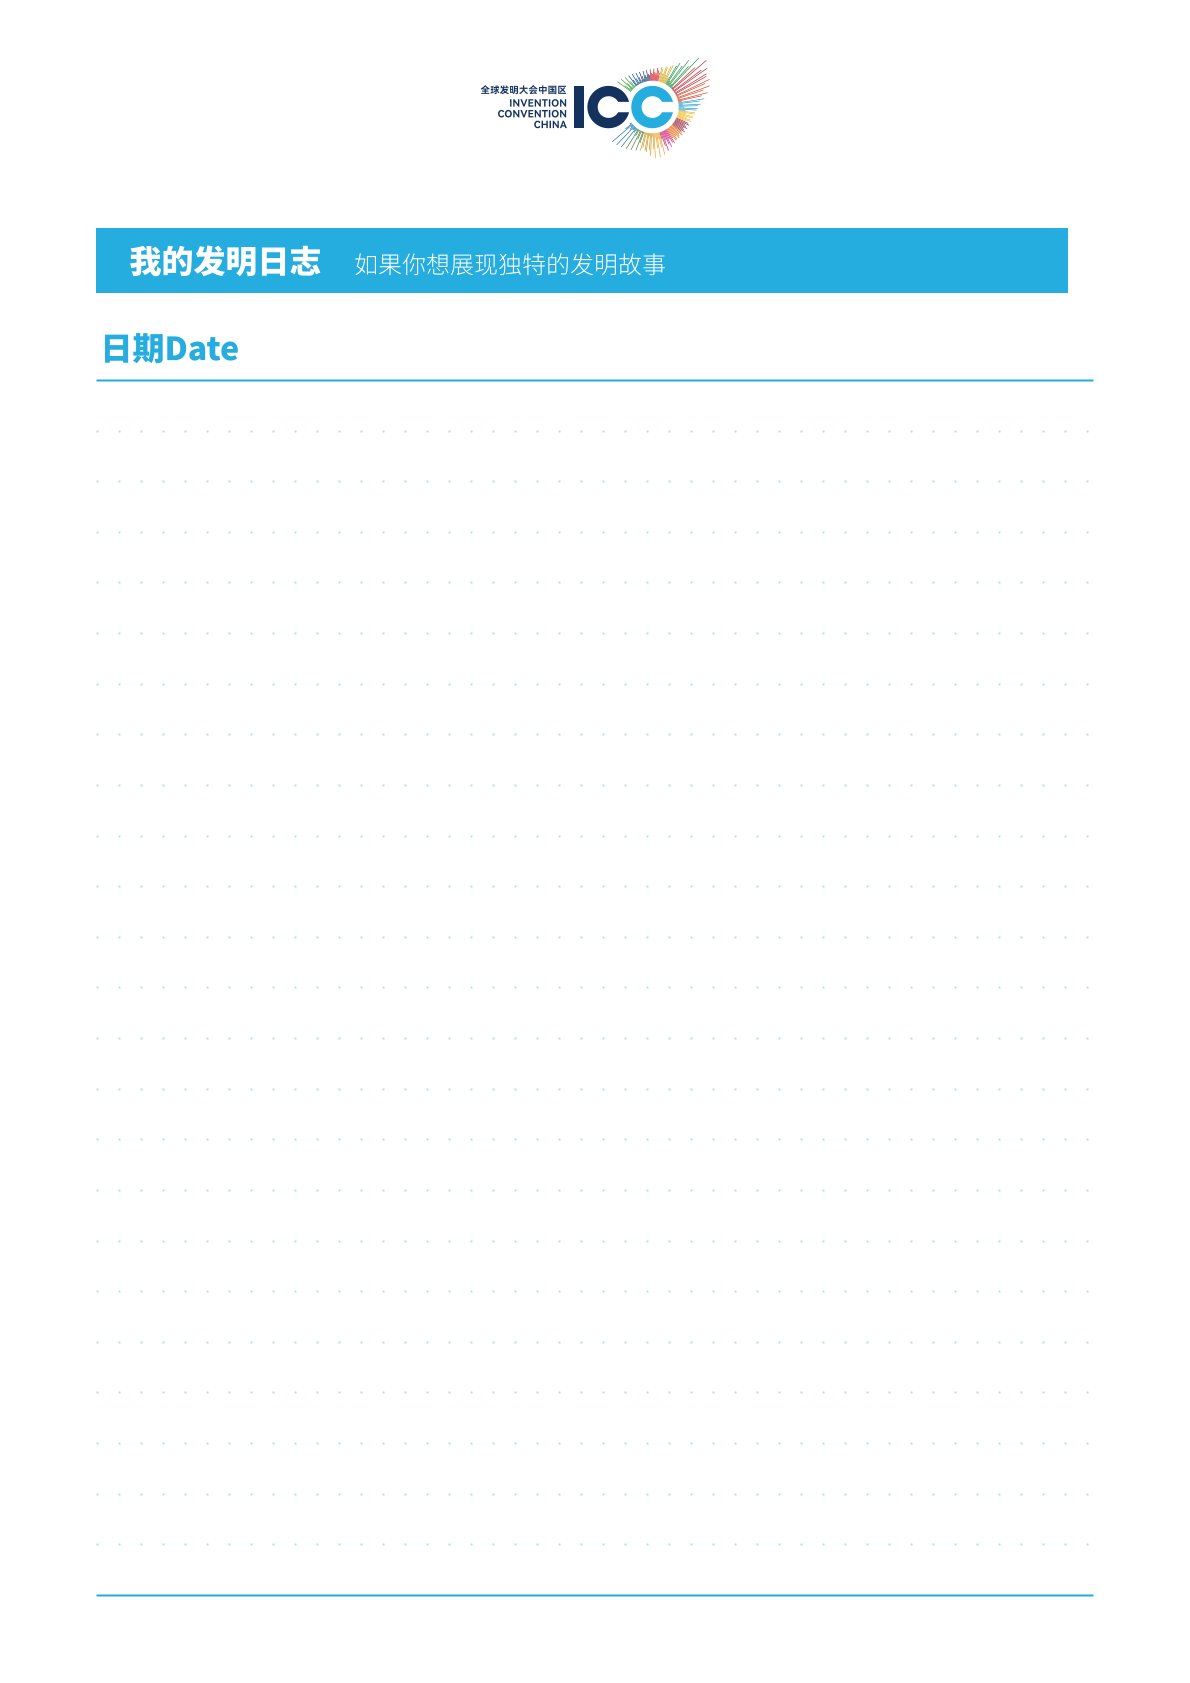 全球发明大会中国区
INVENTION
CONVENTION
CHINA
ICC
我的发明日志 如果你想展现独特的发明故事
日期Date